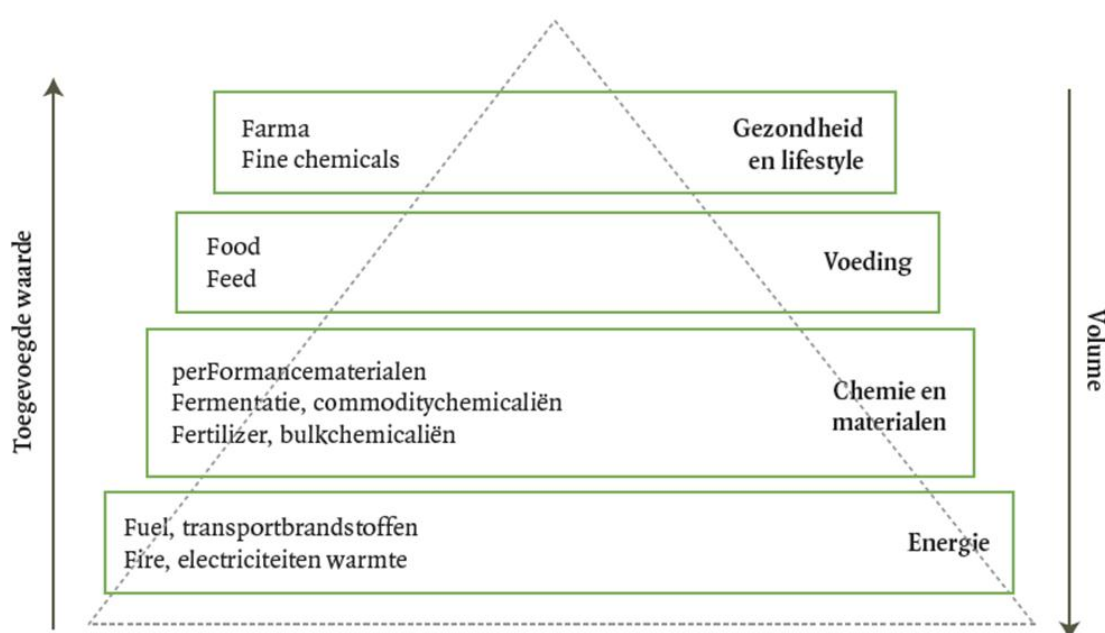 Farma
Fine chemicals
Gezondheid
en lifestyle
Food
Feed
Voeding
perFormancematerialen
Fermentatie, commoditychemicaliën
Fertilizer, bulkchemicaliën
Chemie en
materialen
Fuel, transportbrandstoffen
Fire, electriciteiten warmte
Energie
Toegevoegde waarde
Volume